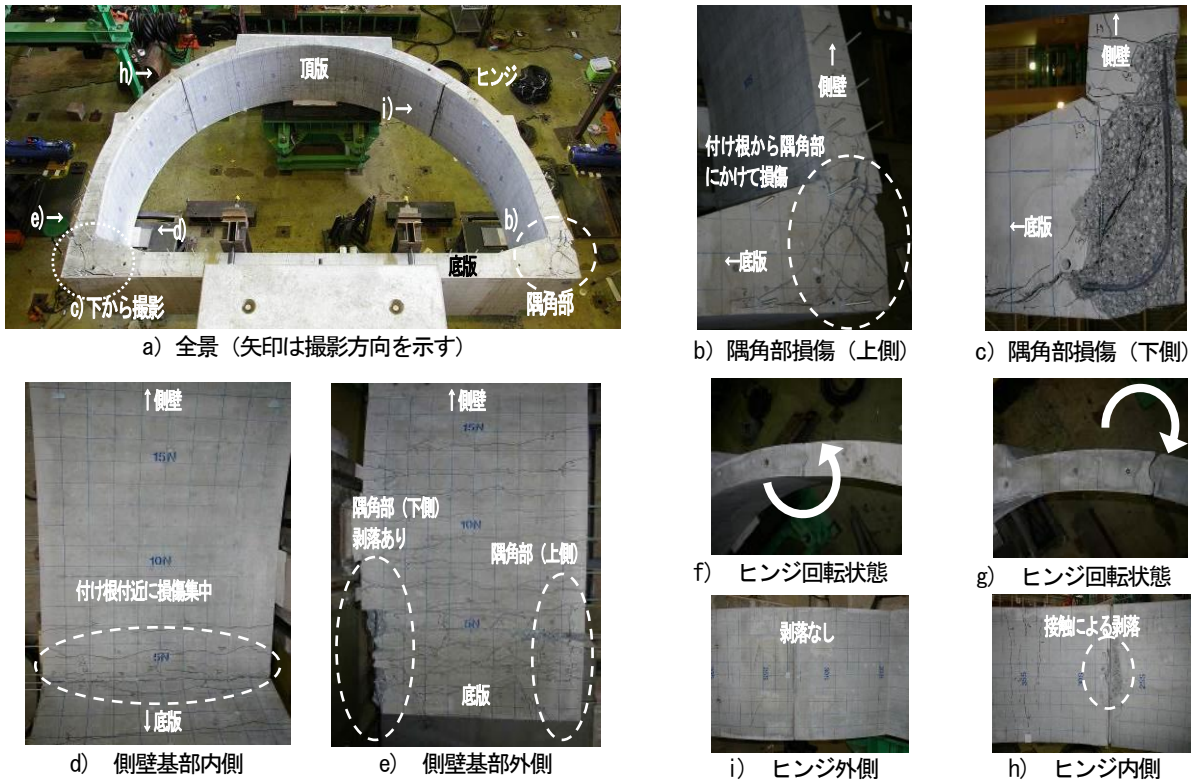 頂版
ヒンジ
h)→
i)→
e)→
←d)
b)
底版
c)下から撮影
隅角部
a) 全景（矢印は撮影方向を示す）
↑
側壁
付け根から隅角部
にかけて損傷
←底版
b) 隅角部損傷（上側）
↑
側壁
←底版
c) 隅角部損傷（下側）
↑側壁
15N
10N
付け根付近に損傷集中
5N
↓底版
d) 側壁基部内側
↑側壁
15N
隅角部（下側）
剥落あり
10N
隅角部（上側）
5N
底版
e) 側壁基部外側
f) ヒンジ回転状態
g) ヒンジ回転状態
剥落なし
i) ヒンジ外側
接触による剥落
h) ヒンジ内側